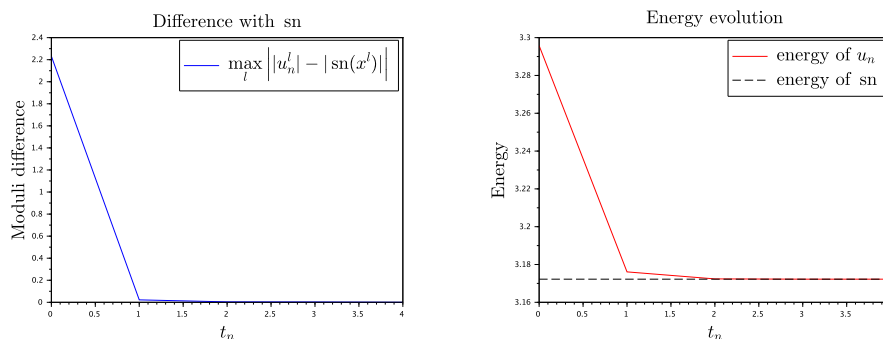 Difference with sn
2.4
2.2
2
1.8
1.6
1.4
1.2
1
0.8
0.6
0.4
0.2
0
Moduli difference
max_l ||u_n^l| − |sn(x^l)||
0 0.5 1 1.5 2 2.5 3 3.5 4
t_n
Energy evolution
3.3
3.28
3.26
3.24
3.22
3.2
3.18
3.16
Energy
energy of u_n
energy of sn
0 0.5 1 1.5 2 2.5 3 3.5
t_n